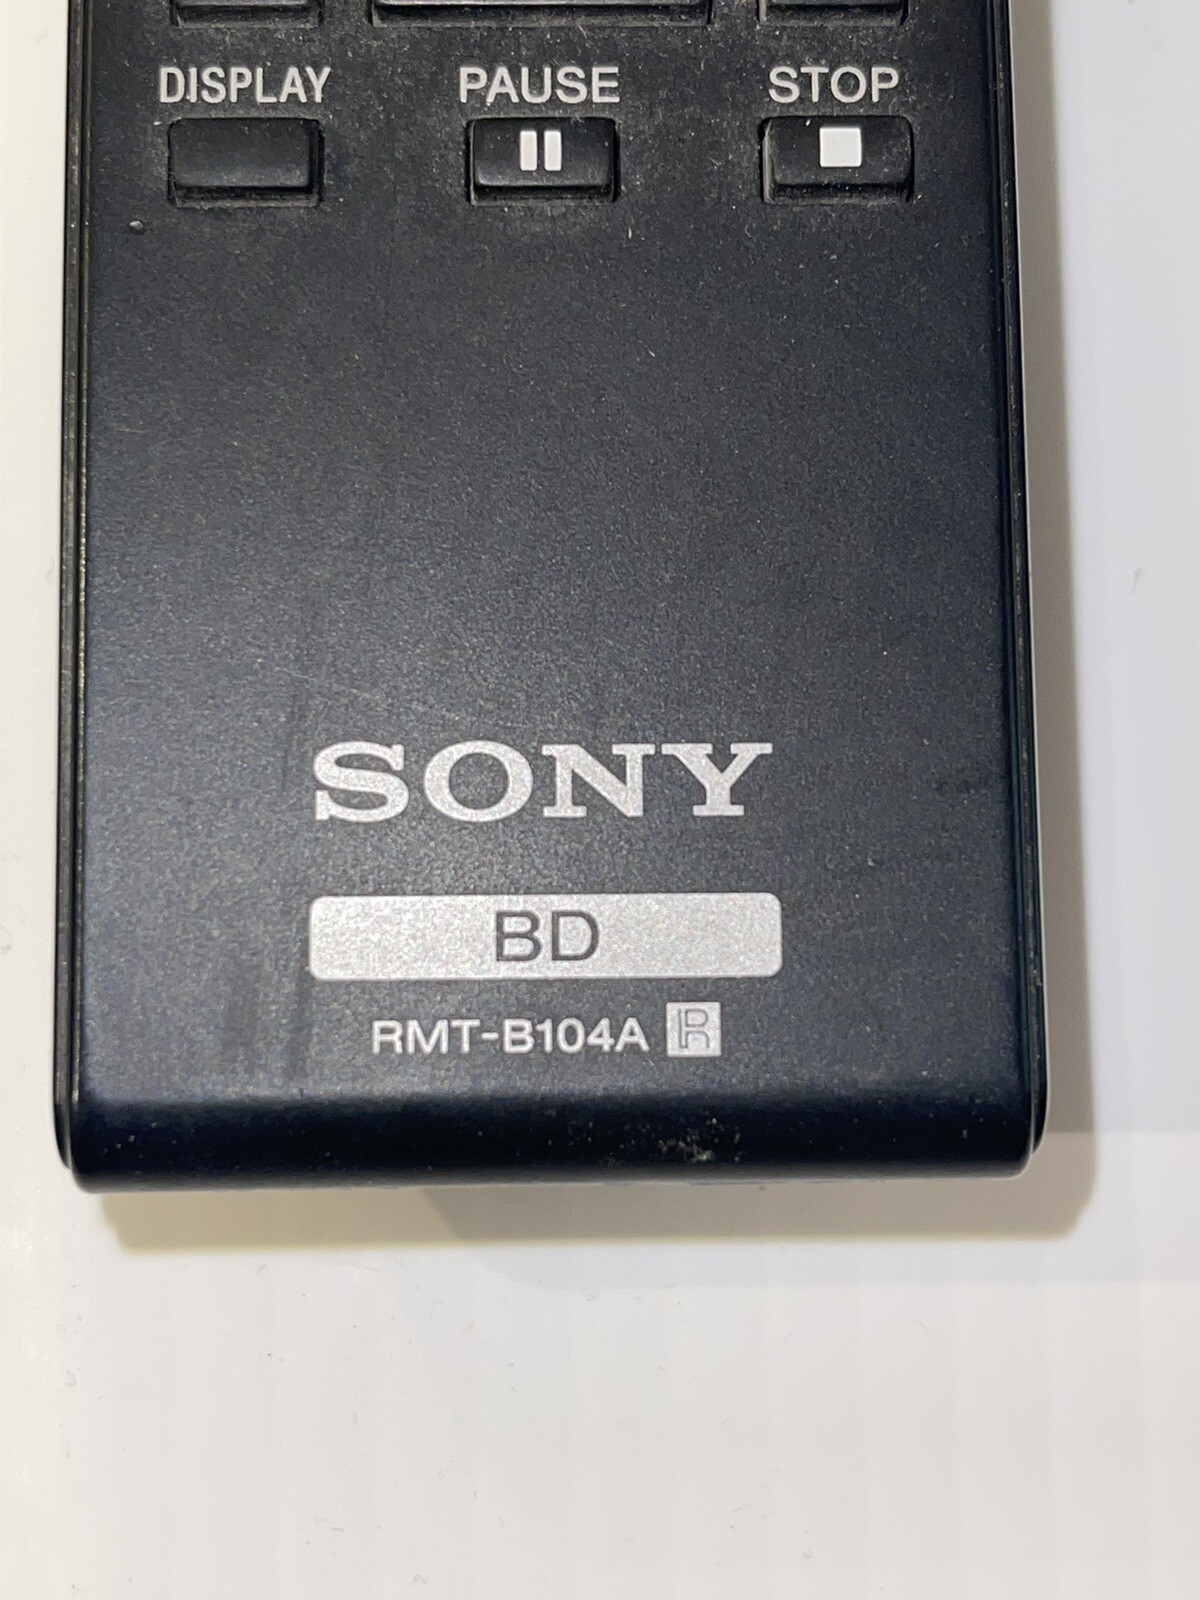 DISPLAY PAUSE STOP
SONY
BD
RMT-B104A R